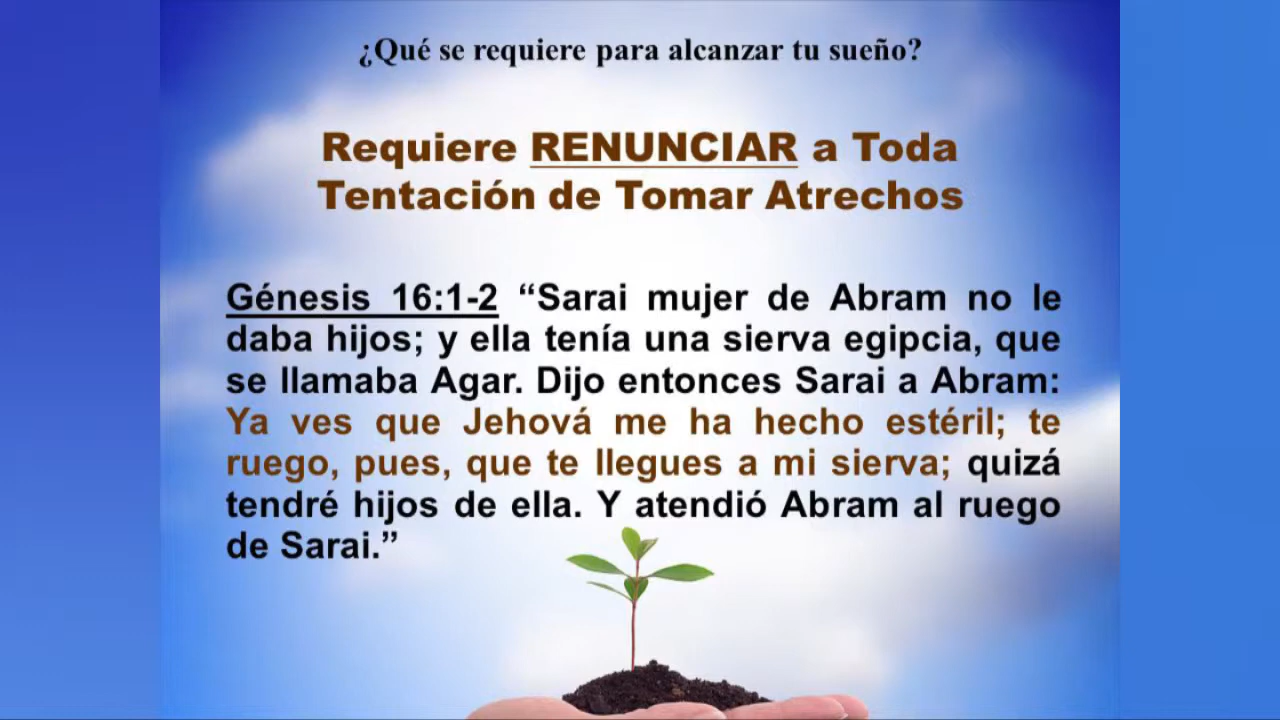 ¿Qué se requiere para alcanzar tu sueño?
Requiere RENUNCIAR a Toda
Tentación de Tomar Atrechos
Génesis 16:1-2 “Sarai mujer de Abram no le
daba hijos; y ella tenía una sierva egipcia, que
se llamaba Agar. Dijo entonces Sarai a Abram:
Ya ves que Jehová me ha hecho estéril; te
ruego, pues, que te llegues a mi sierva; quizá
tendré hijos de ella. Y atendió Abram al ruego
de Sarai.”